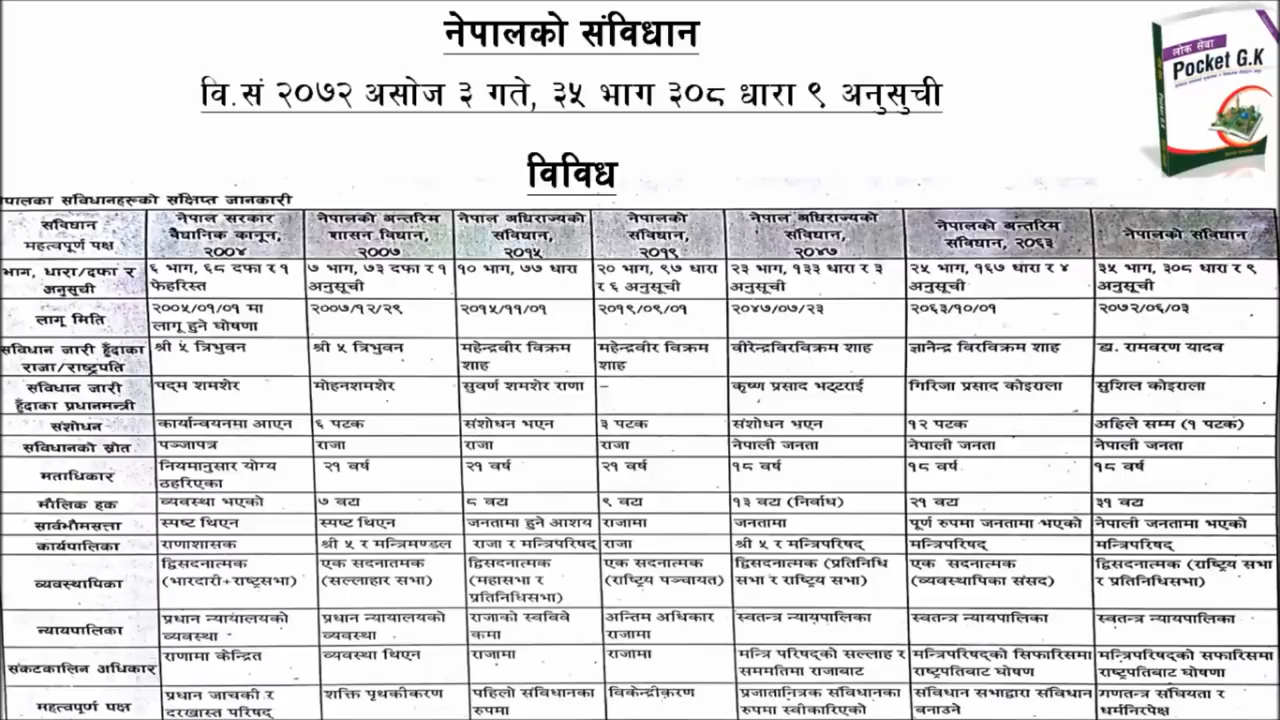 नेपालको संविधान
वि.सं २०७२ असोज ३ गते, ३५ भाग ३०८ धारा ९ अनुसुची
लोक सेवा
Pocket G.K
विविध
पालका संविधानहरूको संक्षिप्त जानकारी
संविधान महत्वपूर्ण पक्ष
नेपाल सरकार वैधानिक कानून, २००४
नेपालको अन्तरिम शासन विधान, २००७
नेपाल अधिराज्यको संविधान, २०१५
नेपालको संविधान, २०१९
नेपाल अधिराज्यको संविधान, २०४७
नेपालको अन्तरिम संविधान, २०६३
नेपालको संविधान
भाग, धारा/दफा र अनुसूची
६ भाग, ६८ दफा र १ फेहरिस्त
७ भाग, ७३ दफा र १ अनुसूची
१० भाग, ७७ धारा
२० भाग, ९७ धारा र ६ अनुसूची
२३ भाग, १३३ धारा र ३ अनुसूची
२५ भाग, १६७ धारा र ४ अनुसूची
३५ भाग, ३०८ धारा र ९ अनुसूची
लागू मिति
२००५/०१/०१ मा लागू हुने घोषणा
२००७/१२/२९
२०१५/११/०१
२०१९/०९/०१
२०४७/०७/२३
२०६३/१०/०१
२०७२/०६/०३
संविधान जारी हुँदाका राजा/राष्ट्रपति
श्री ५ त्रिभुवन
श्री ५ त्रिभुवन
महेन्द्रवीर विक्रम शाह
महेन्द्रवीर विक्रम शाह
वीरेन्द्रविरविक्रम शाह
ज्ञानेन्द्र विरविक्रम शाह
डा. रामवरण यादव
संविधान जारी हुँदाका प्रधानमन्त्री
पद्म शमशेर
मोहनशमशेर
सुवर्ण शमशेर राणा
–
कृष्ण प्रसाद भट्टराई
गिरिजा प्रसाद कोइराला
सुशिल कोइराला
संशोधन
कार्यान्वयनमा आएन
६ पटक
संशोधन भएन
३ पटक
संशोधन भएन
१२ पटक
अहिले सम्म (१ पटक)
संविधानको स्रोत
पञ्जापत्र
राजा
राजा
राजा
नेपाली जनता
नेपाली जनता
नेपाली जनता
मताधिकार
नियमानुसार योग्य ठहरिएका
२१ वर्ष
२१ वर्ष
२१ वर्ष
१८ वर्ष
१८ वर्ष
१८ वर्ष
मौलिक हक
व्यवस्था भएको
७ वटा
८ वटा
९ वटा
१३ वटा (निर्वाध)
२१ वटा
३१ वटा
सार्वभौमसत्ता
स्पष्ट थिएन
स्पष्ट थिएन
जनतामा हुने आशय
राजामा
जनतामा
पूर्ण रुपमा जनतामा भएको
नेपाली जनतामा भएको
कार्यपालिका
राणाशासक
श्री ५ र मन्त्रिमण्डल
राजा र मन्त्रिपरिषद्
राजा
श्री ५ र मन्त्रिपरिषद्
मन्त्रिपरिषद्
मन्त्रिपरिषद्
व्यवस्थापिका
द्विसदनात्मक (भारदारी+राष्ट्रसभा)
एक सदनातमक (सल्लाहार सभा)
द्विसदनात्मक (महासभा र प्रतिनिधिसभा)
एक सदनात्मक (राष्ट्रिय पञ्चायत)
द्विसदनात्मक (प्रतिनिधि सभा र राष्ट्रिय सभा)
एक सदनात्मक (व्यवस्थापिका संसद)
द्विसदनात्मक (राष्ट्रिय सभा र प्रतिनिधिसभा)
न्यायपालिका
प्रधान न्यायालयको व्यवस्था
प्रधान न्यायालयको व्यवस्था
राजाको स्वविवे कमा
अन्तिम अधिकार राजामा
स्वतन्त्र न्यायपालिका
स्वतन्त्र न्यायपालिका
स्वतन्त्र न्यायपालिका
संकटकालिन अधिकार
राणामा केन्द्रित
व्यवस्था थिएन
राजामा
राजामा
मन्त्रि परिषद्को सल्लाह र सममतिमा राजाबाट
मन्त्रिपरिषद्को सिफारिसमा राष्ट्रपतिबाट घोषण
मन्त्रिपरिषद्को सफारिसमा राष्ट्रपतिबाट घोषणा
महत्वपूर्ण पक्ष
प्रधान जाचकी र दरखास्त परिषद्
शक्ति पृथकीकरण
पहिलो संविधानका रुपमा
विकेन्द्रीकरण
प्रजातानित्रक संविधानका रुपमा स्वीकारिएको
संविधान सभाद्वारा संविधान बनाउने
गणतन्त्र संघियता र धर्मनिरपेक्ष